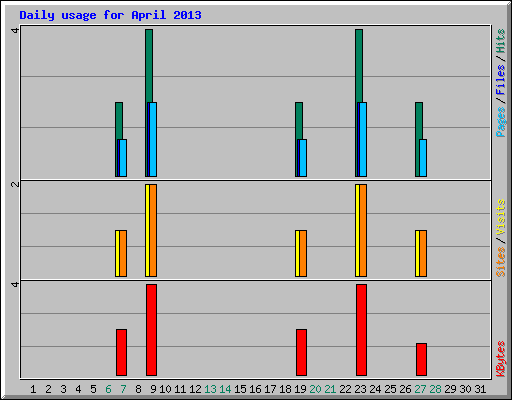 Daily usage for April 2013
4
2
4
Pages / Files / Hits
Sites / Visits
KBytes
1 2 3 4 5 6 7 8 9 10 11 12 13 14 15 16 17 18 19 20 21 22 23 24 25 26 27 28 29 30 31